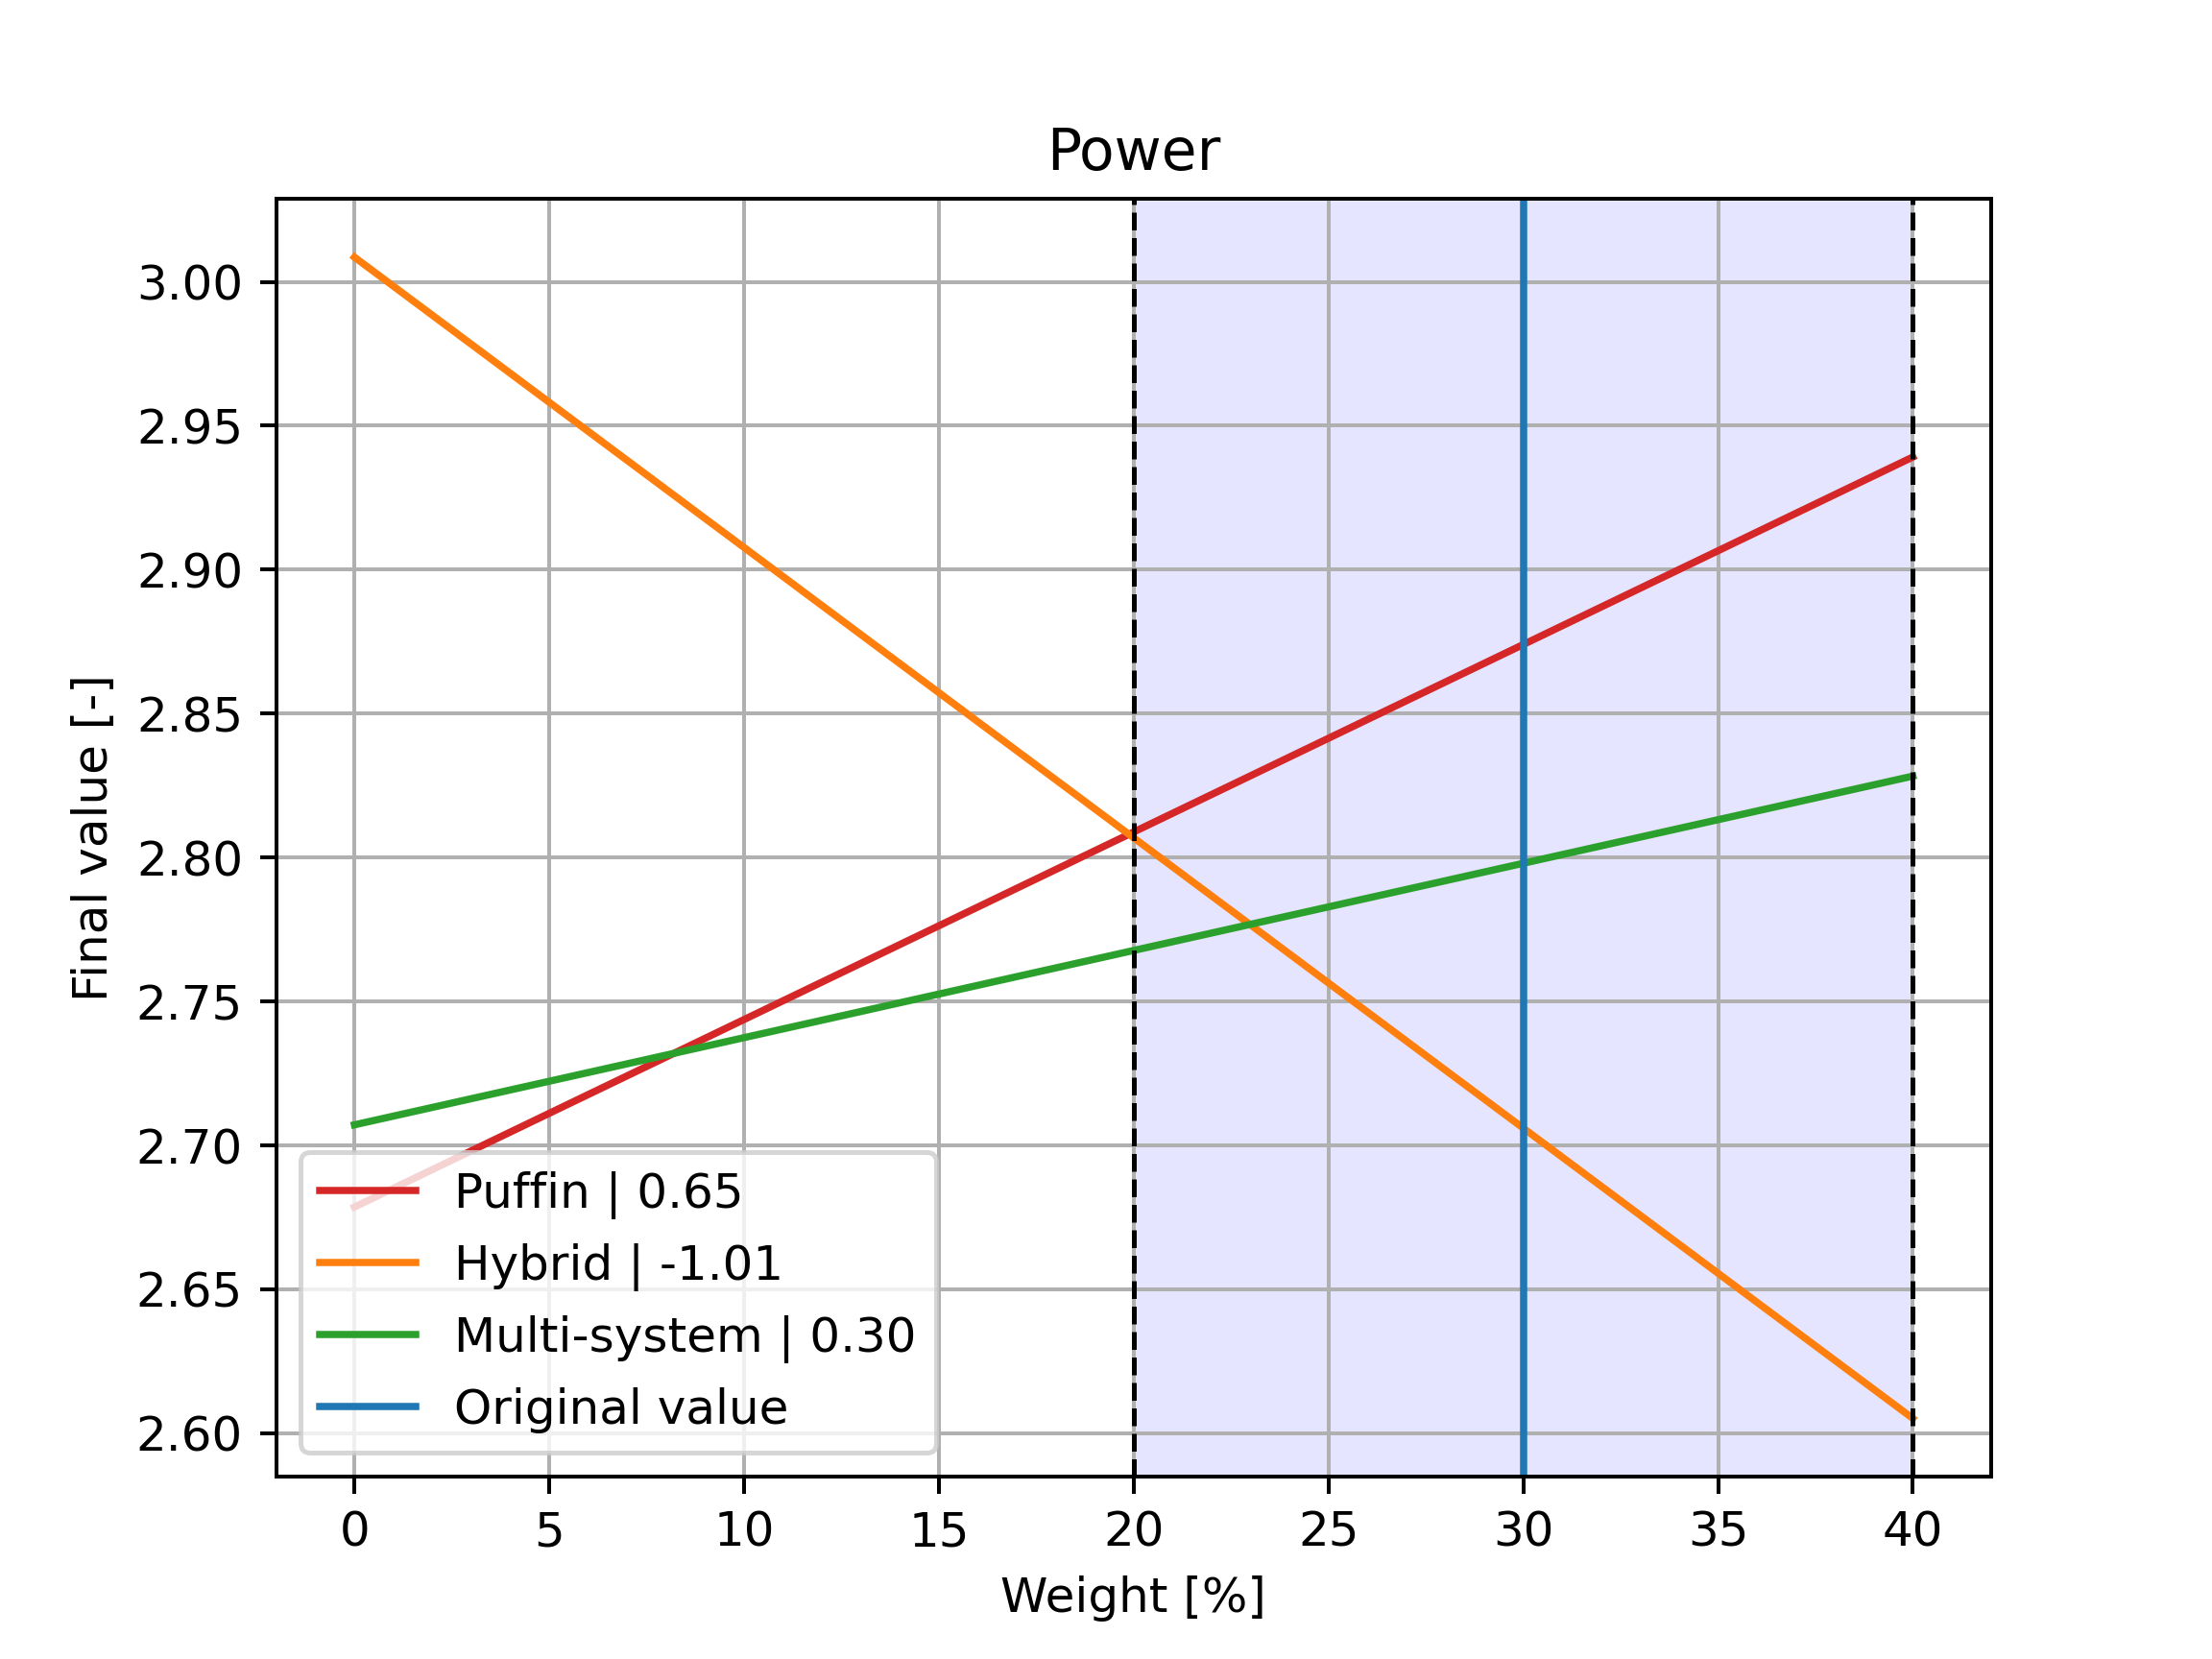 Power
Final value [-]
3.00
2.95
2.90
2.85
2.80
2.75
2.70
2.65
2.60
Puffin | 0.65
Hybrid | -1.01
Multi-system | 0.30
Original value
0 5 10 15 20 25 30 35 40
Weight [%]